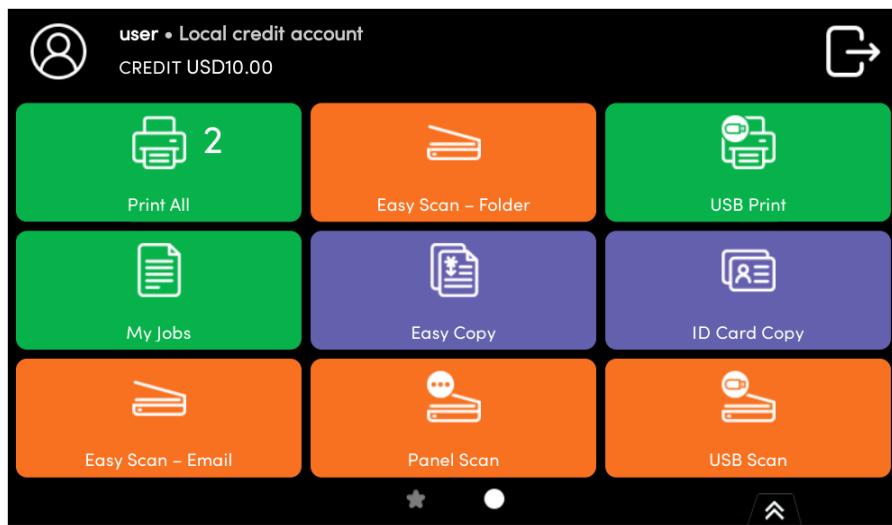 user • Local credit account
CREDIT USD10.00
2
Print All
Easy Scan – Folder
USB Print
My Jobs
Easy Copy
ID Card Copy
Easy Scan – Email
Panel Scan
USB Scan